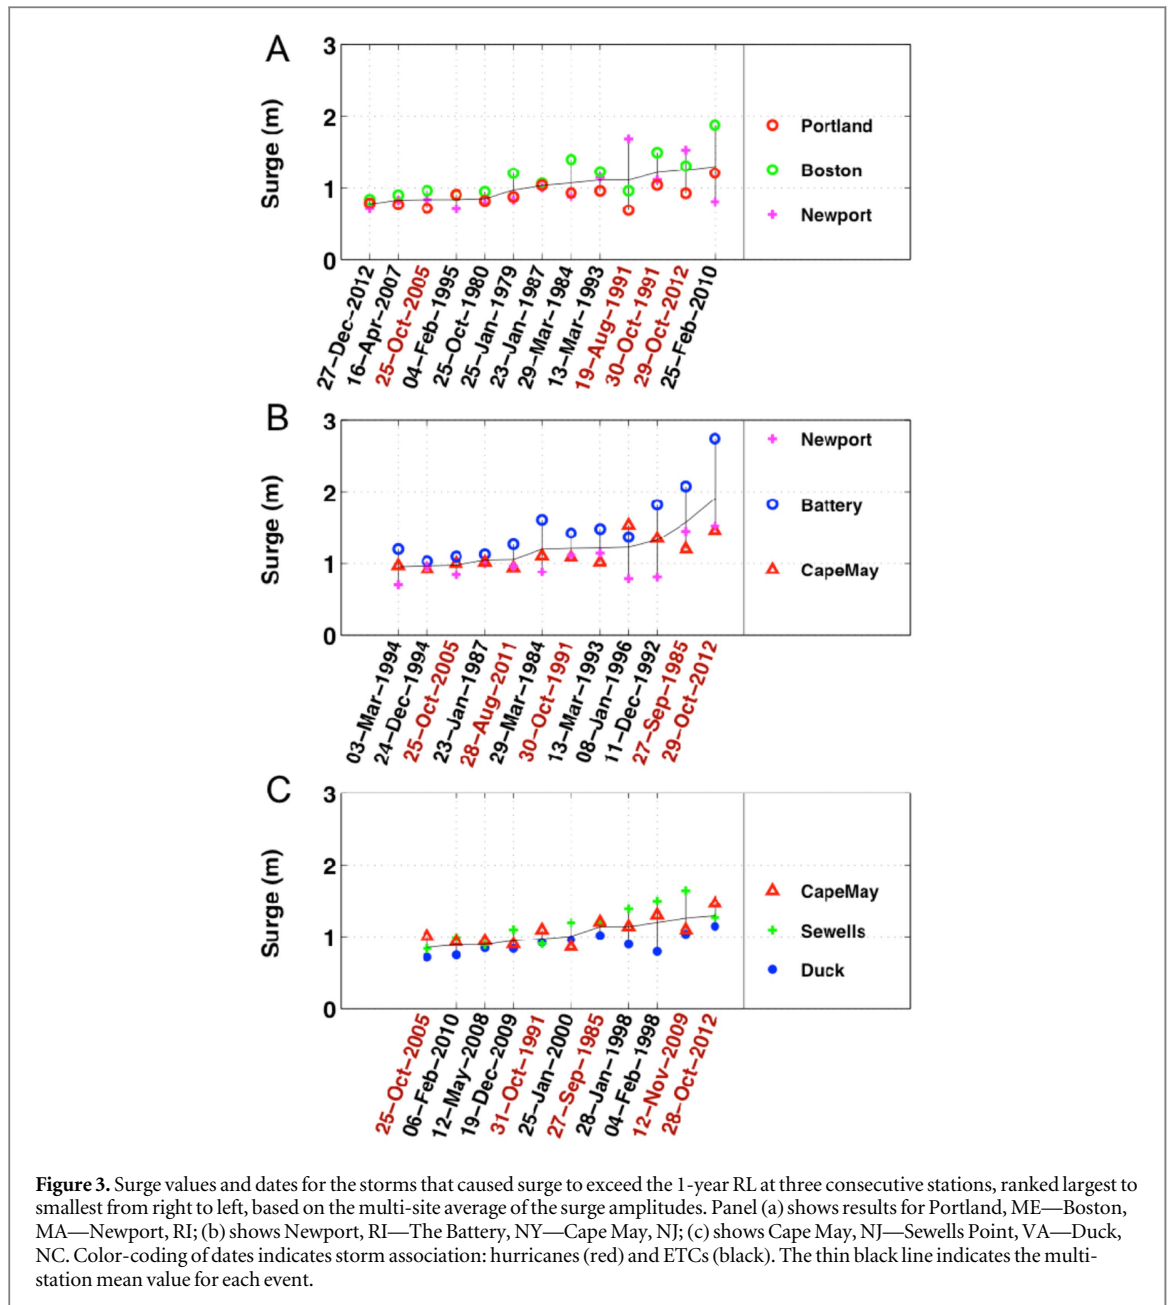 A
3
2
1
0
Surge (m)
Portland
Boston
Newport
27-Dec-2012
16-Apr-2007
25-Oct-2005
04-Feb-1995
25-Oct-1980
25-Jan-1979
23-Jan-1987
29-Mar-1984
13-Mar-1993
19-Aug-1991
30-Oct-1991
29-Oct-2012
25-Feb-2010
B
3
2
1
0
Surge (m)
Newport
Battery
CapeMay
03-Mar-1994
24-Dec-1994
25-Oct-2005
23-Jan-1987
28-Aug-2011
29-Mar-1984
30-Oct-1991
13-Mar-1993
08-Jan-1996
11-Dec-1992
27-Sep-1985
29-Oct-2012
C
3
2
1
0
Surge (m)
CapeMay
Sewells
Duck
25-Oct-2005
06-Feb-2010
12-May-2008
19-Dec-2009
31-Oct-1991
25-Jan-2000
27-Sep-1985
28-Jan-1998
04-Feb-1998
12-Nov-2009
28-Oct-2012
Figure 3. Surge values and dates for the storms that caused surge to exceed the 1-year RL at three consecutive stations, ranked largest to
smallest from right to left, based on the multi-site average of the surge amplitudes. Panel (a) shows results for Portland, ME—Boston,
MA—Newport, RI; (b) shows Newport, RI—The Battery, NY—Cape May, NJ; (c) shows Cape May, NJ—Sewells Point, VA—Duck,
NC. Color-coding of dates indicates storm association: hurricanes (red) and ETCs (black). The thin black line indicates the multi-
station mean value for each event.